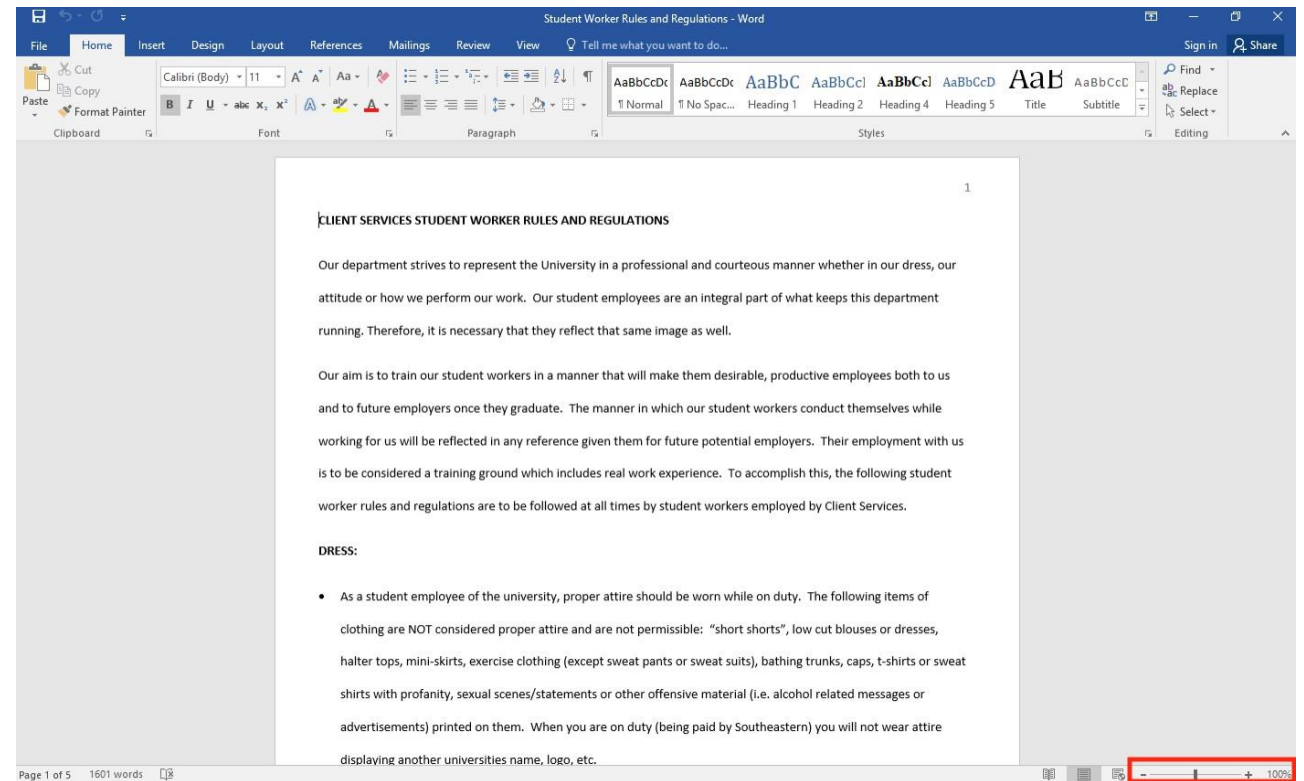 Student Worker Rules and Regulations - Word
File Home Insert Design Layout References Mailings Review View Tell me what you want to do... Sign in Share
Paste
Cut
Copy
Format Painter
Clipboard
Calibri (Body) 11 A A Aa
B I U abc X₂ X² A aby A
Font
Paragraph
AaBbCcDc AaBbCcDc AaBbC AaBbCcl AaBbCcl AaBbCcD AaB AaBbCcD
¶ Normal ¶ No Spac... Heading 1 Heading 2 Heading 4 Heading 5 Title Subtitle
Styles
Find
Replace
Select
Editing
1
CLIENT SERVICES STUDENT WORKER RULES AND REGULATIONS
Our department strives to represent the University in a professional and courteous manner whether in our dress, our
attitude or how we perform our work. Our student employees are an integral part of what keeps this department
running. Therefore, it is necessary that they reflect that same image as well.
Our aim is to train our student workers in a manner that will make them desirable, productive employees both to us
and to future employers once they graduate. The manner in which our student workers conduct themselves while
working for us will be reflected in any reference given them for future potential employers. Their employment with us
is to be considered a training ground which includes real work experience. To accomplish this, the following student
worker rules and regulations are to be followed at all times by student workers employed by Client Services.
DRESS:
• As a student employee of the university, proper attire should be worn while on duty. The following items of
clothing are NOT considered proper attire and are not permissible: “short shorts”, low cut blouses or dresses,
halter tops, mini-skirts, exercise clothing (except sweat pants or sweat suits), bathing trunks, caps, t-shirts or sweat
shirts with profanity, sexual scenes/statements or other offensive material (i.e. alcohol related messages or
advertisements) printed on them. When you are on duty (being paid by Southeastern) you will not wear attire
displaying another universities name, logo, etc.
Page 1 of 5 1601 words - + 100%